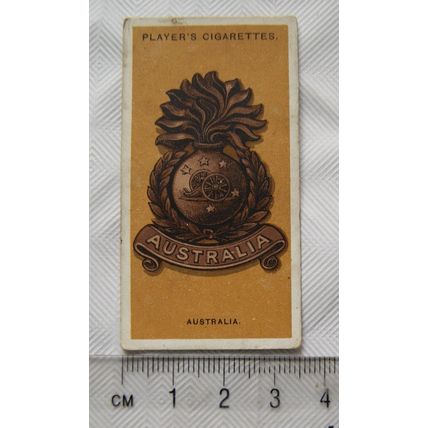 PLAYER'S CIGARETTES.
AUSTRALIA
AUSTRALIA.
CM 1 2 3 4